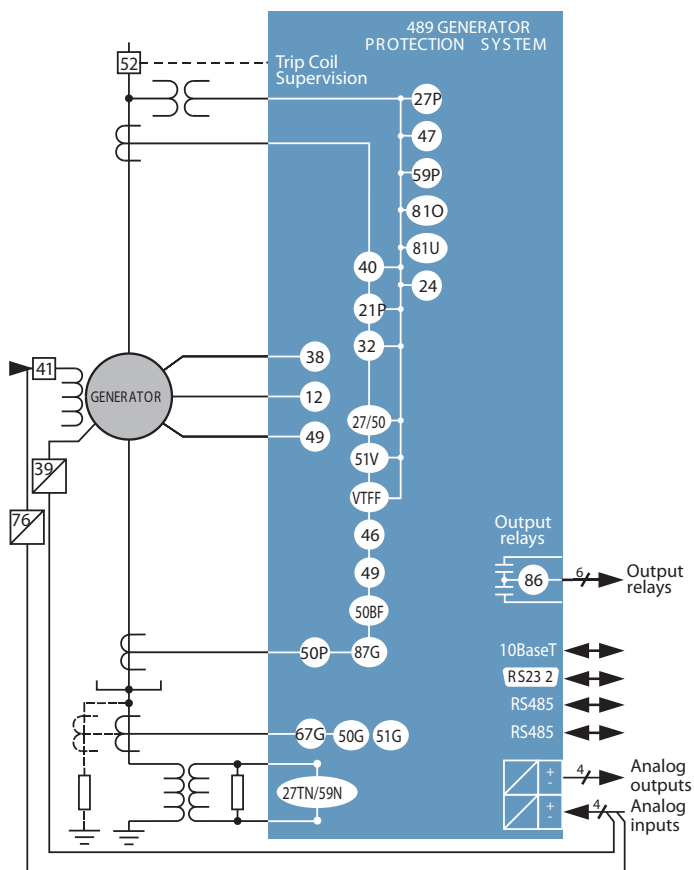 489 GENERATOR
PROTECTION SYSTEM
52
Trip Coil
Supervision
27P
47
59P
81O
81U
40
24
21P
32
38
41
12
GENERATOR
27/50
49
51V
39
VTFF
76
46
Output
relays
49
86
6
Output
relays
50BF
50P
87G
10BaseT
RS23 2
RS485
67G
50G
51G
RS485
27TN/59N
+
-
4
Analog
outputs
+
-
4
Analog
inputs